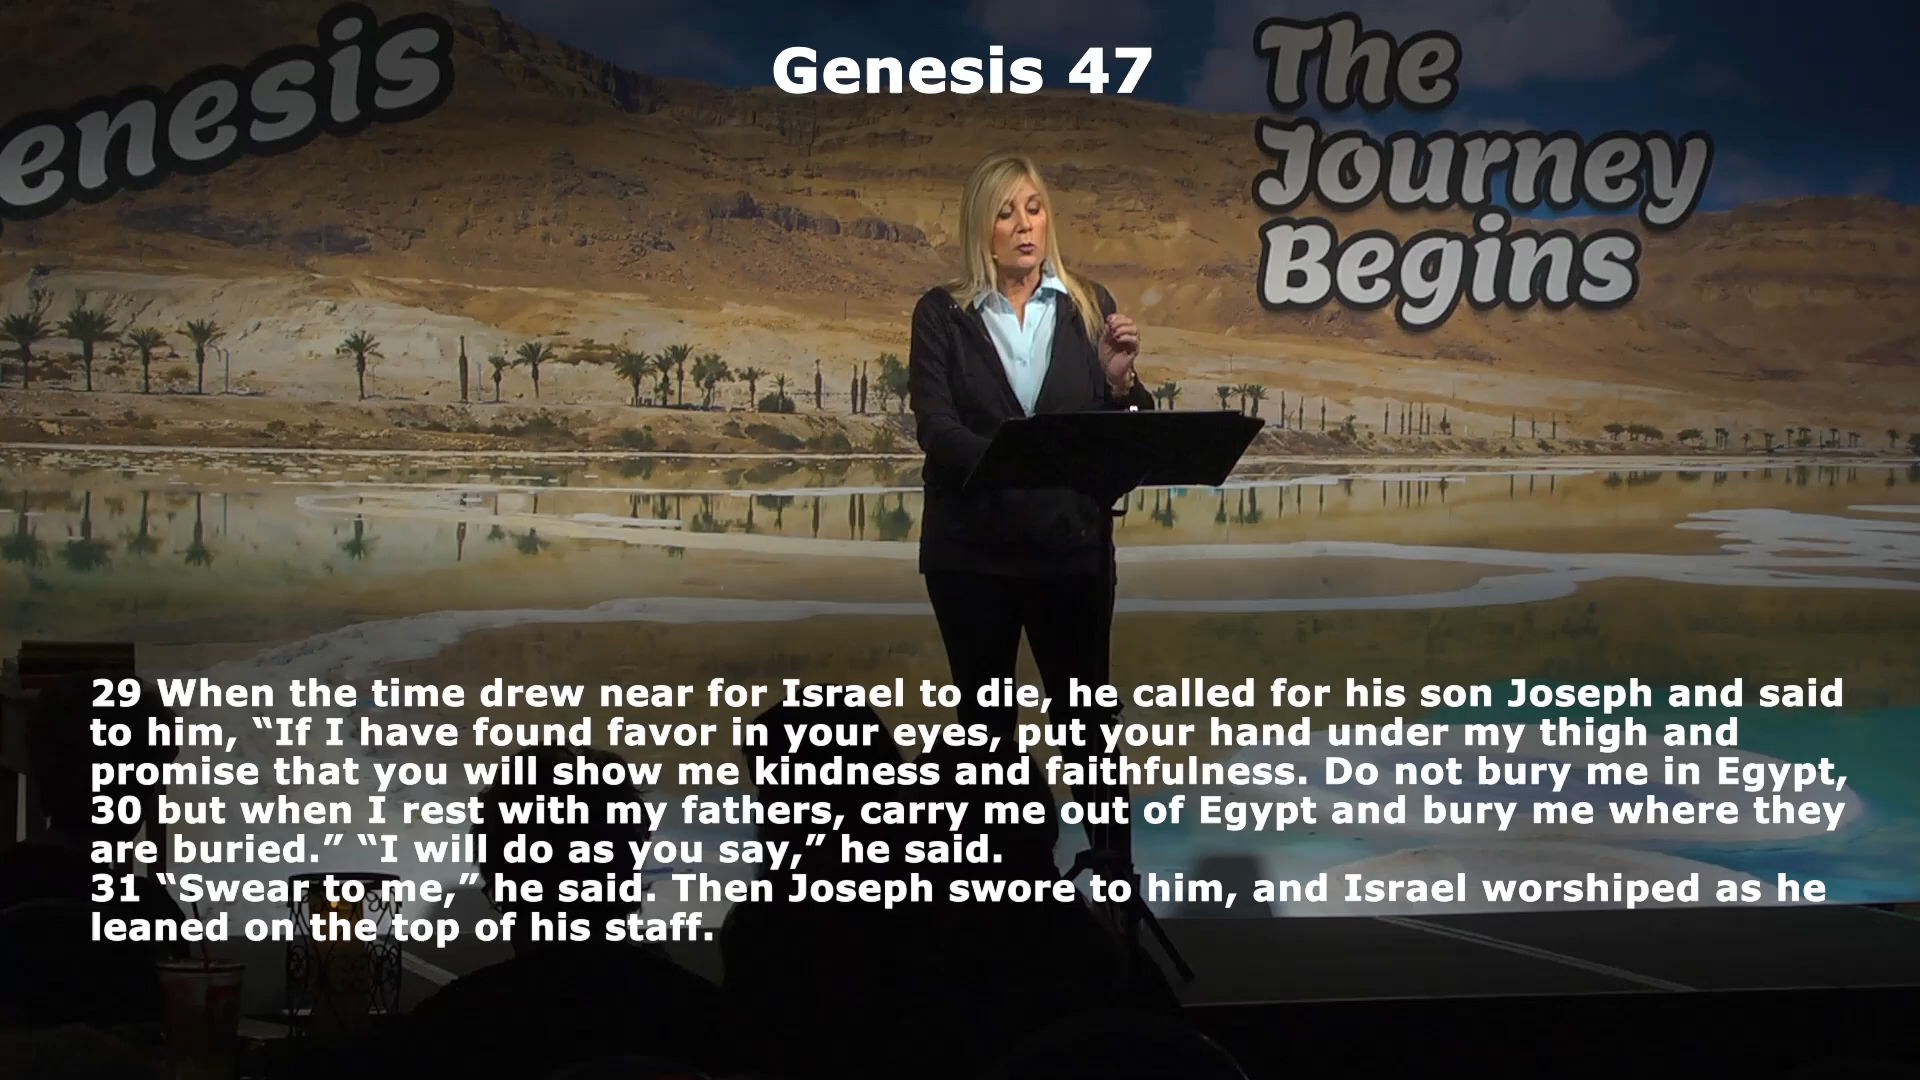 Genesis 47
enesis
The
Journey
Begins
29 When the time drew near for Israel to die, he called for his son Joseph and said
to him, “If I have found favor in your eyes, put your hand under my thigh and
promise that you will show me kindness and faithfulness. Do not bury me in Egypt,
30 but when I rest with my fathers, carry me out of Egypt and bury me where they
are buried.” “I will do as you say,” he said.
31 “Swear to me,” he said. Then Joseph swore to him, and Israel worshiped as he
leaned on the top of his staff.